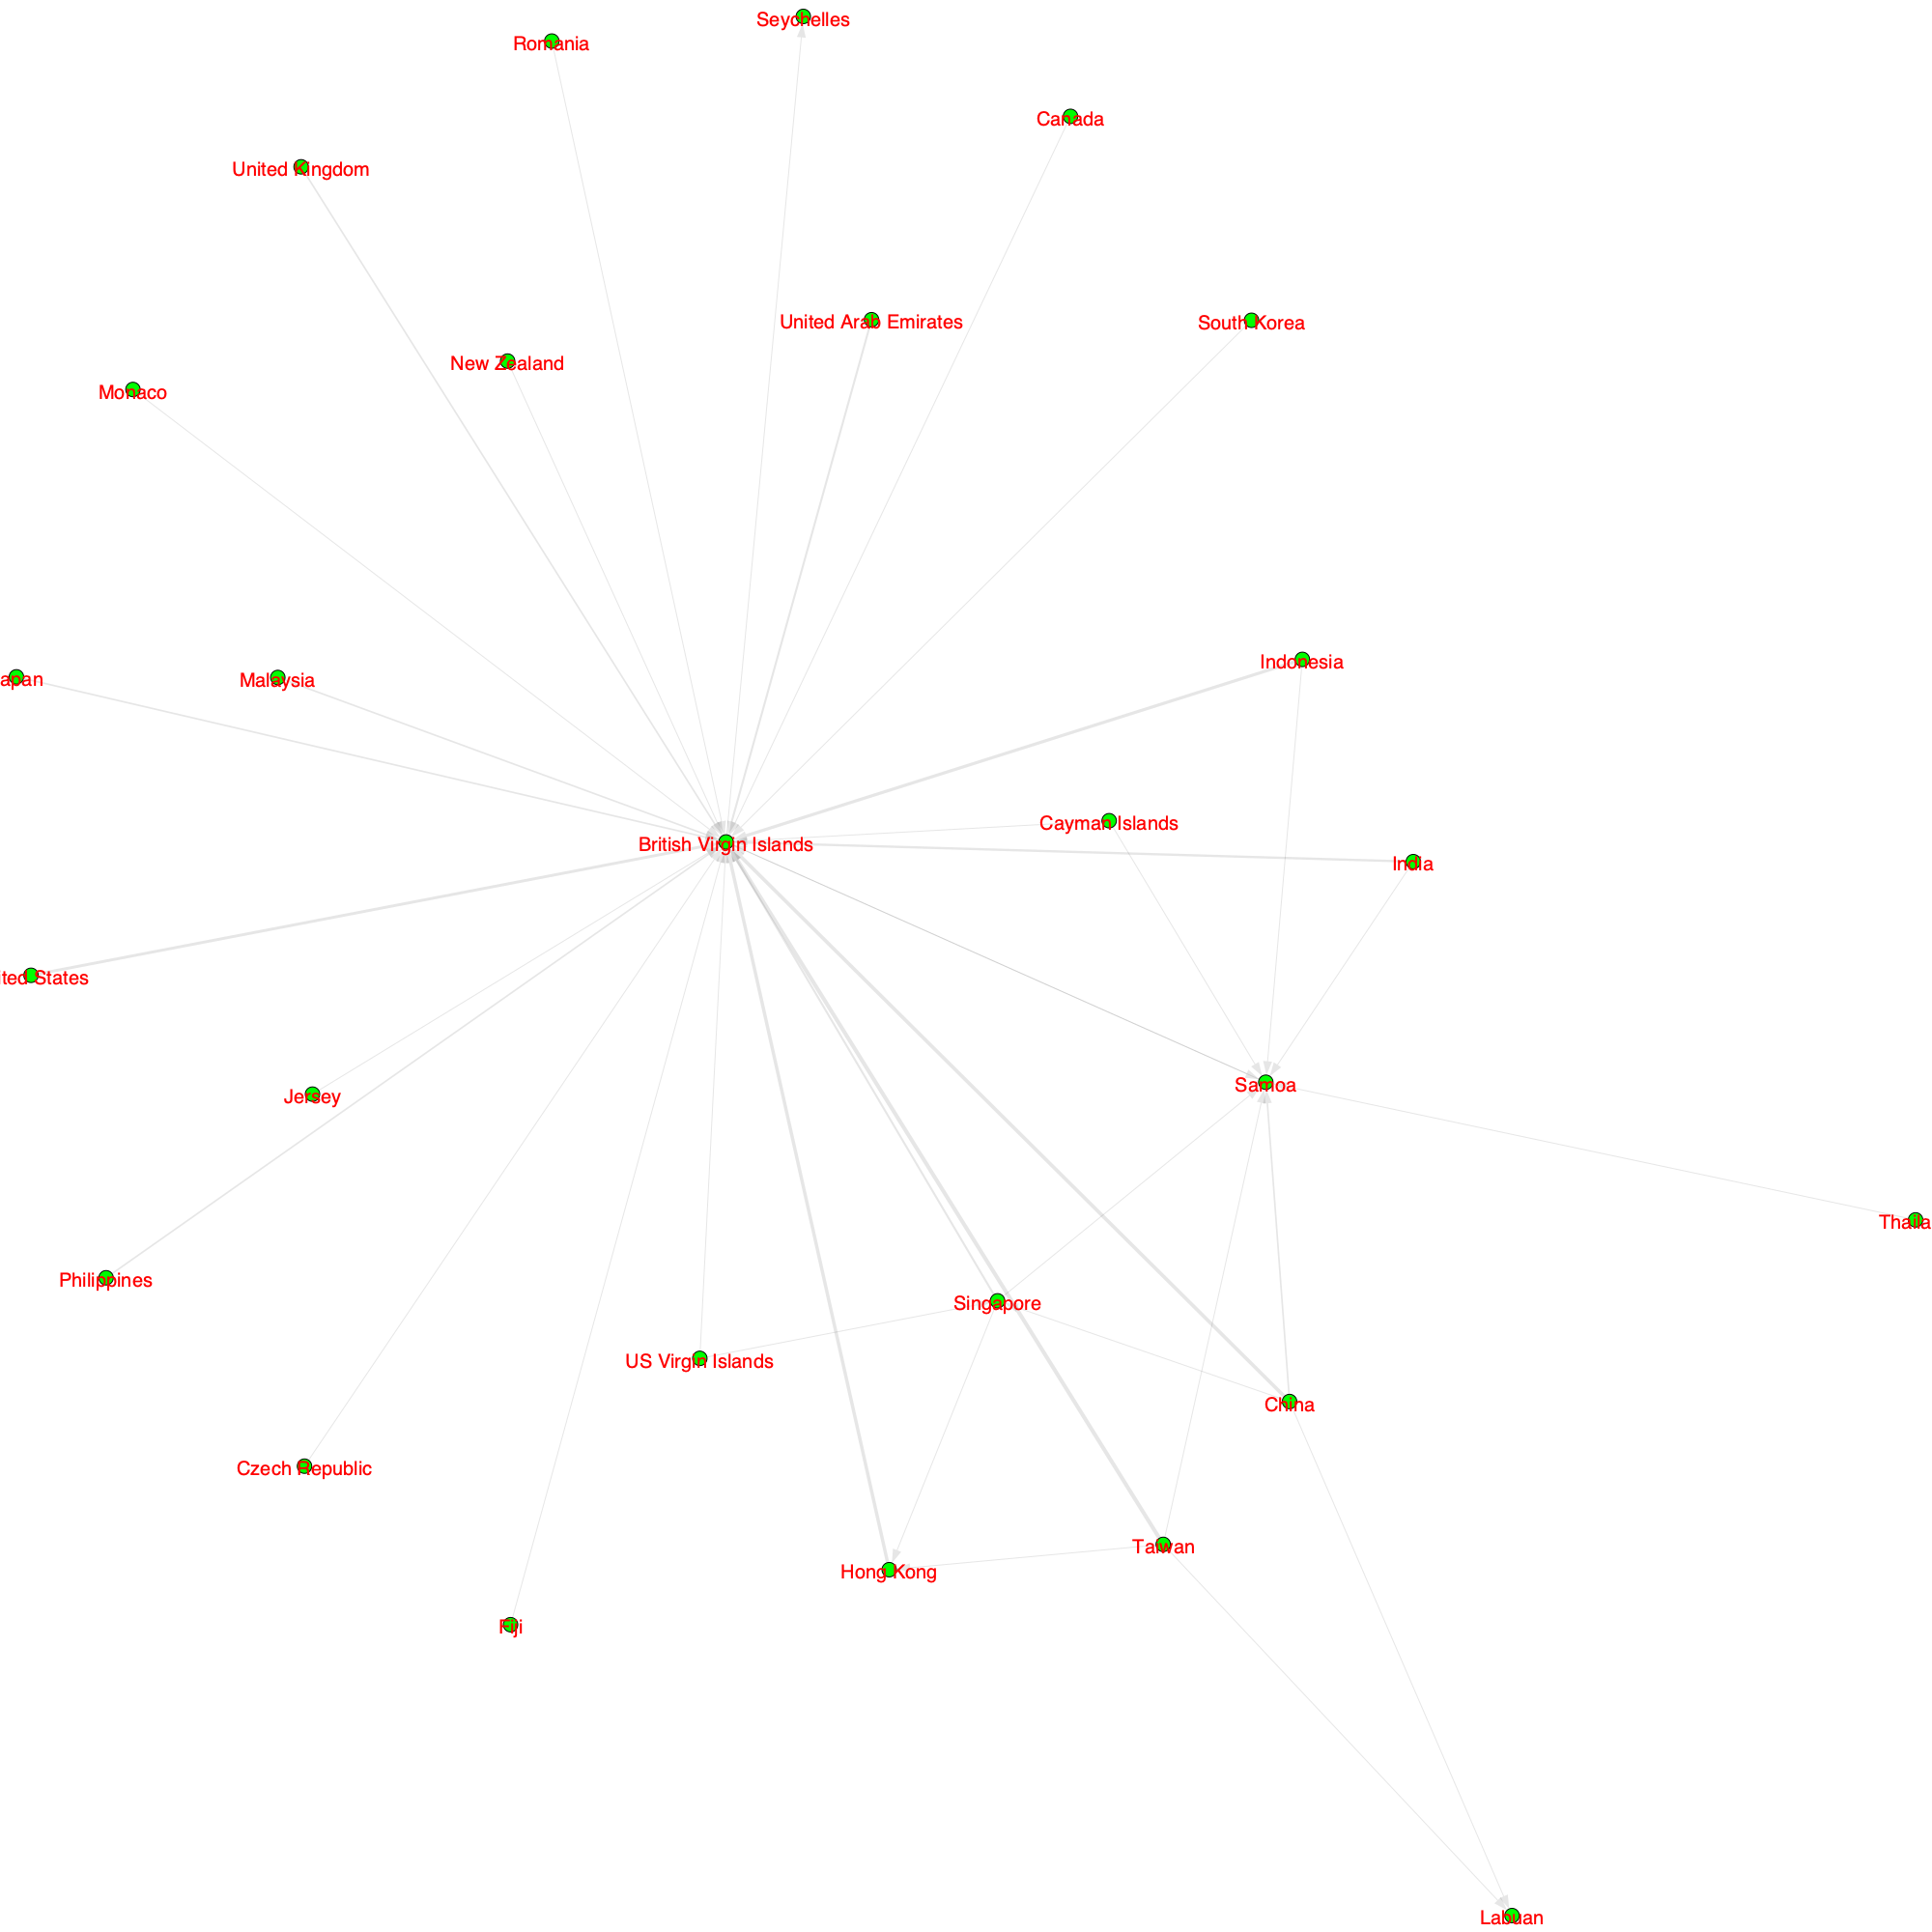 Seychelles
Romania
Canada
United Kingdom
United Arab Emirates
South Korea
New Zealand
Monaco
Indonesia
apan
Malaysia
Cayman Islands
British Virgin Islands
India
ited States
Samoa
Jersey
Thaila
Philippines
Singapore
US Virgin Islands
China
Czech Republic
Taiwan
Hong Kong
Fiji
Labuan